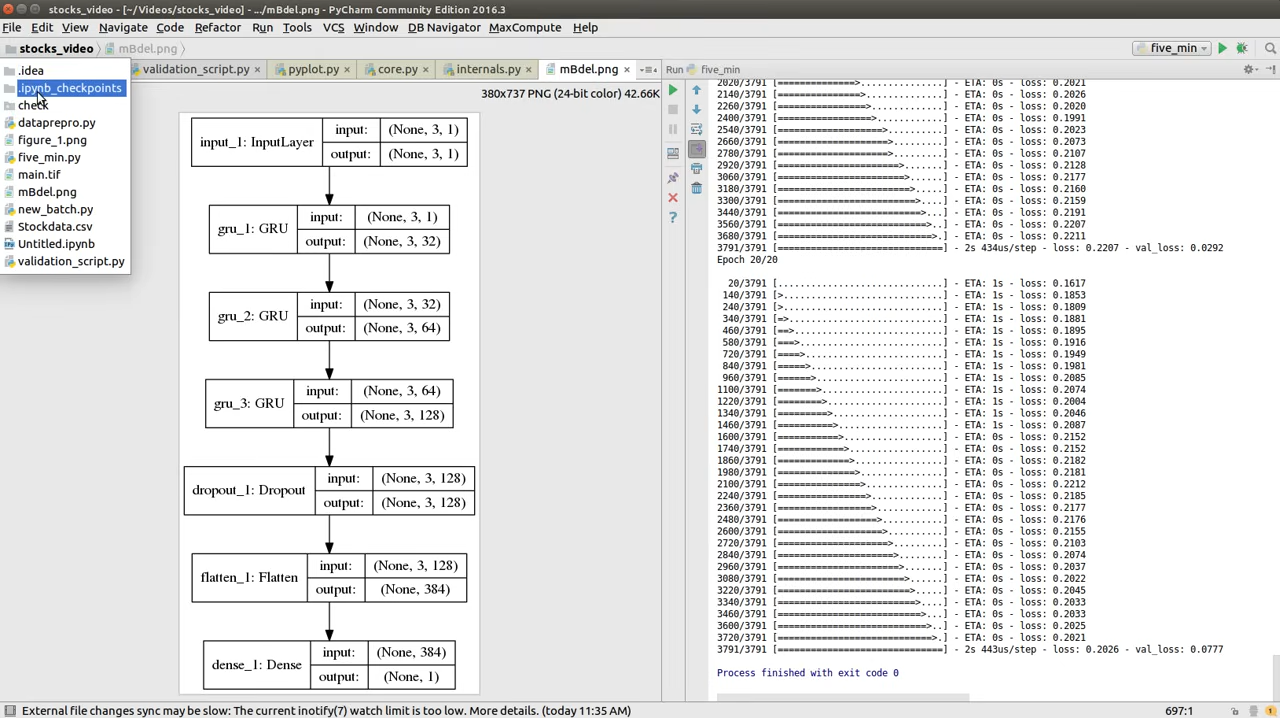 stocks_video - [~/Videos/stocks_video] - .../mBdel.png - PyCharm Community Edition 2016.3
File Edit View Navigate Code Refactor Run Tools VCS Window DB Navigator MaxCompute Help
stocks_video mBdel.png five_min
validation_script.py pyplot.py core.py internals.py mBdel.png Run five_min
.idea
.ipynb_checkpoints
check
dataprepro.py
figure_1.png
five_min.py
main.tif
mBdel.png
new_batch.py
Stockdata.csv
Untitled.ipynb
validation_script.py
380x737 PNG (24-bit color) 42.66K
input_1: InputLayer input: (None, 3, 1)
output: (None, 3, 1)
gru_1: GRU input: (None, 3, 1)
output: (None, 3, 32)
gru_2: GRU input: (None, 3, 32)
output: (None, 3, 64)
gru_3: GRU input: (None, 3, 64)
output: (None, 3, 128)
dropout_1: Dropout input: (None, 3, 128)
output: (None, 3, 128)
flatten_1: Flatten input: (None, 3, 128)
output: (None, 384)
dense_1: Dense input: (None, 384)
output: (None, 1)
2020/3791 [=============>...............] - ETA: 0s - loss: 0.2021
2140/3791 [==============>..............] - ETA: 0s - loss: 0.2026
2260/3791 [===============>.............] - ETA: 0s - loss: 0.2020
2400/3791 [================>............] - ETA: 0s - loss: 0.1991
2540/3791 [=================>...........] - ETA: 0s - loss: 0.2023
2660/3791 [==================>..........] - ETA: 0s - loss: 0.2073
2780/3791 [===================>.........] - ETA: 0s - loss: 0.2107
2920/3791 [====================>........] - ETA: 0s - loss: 0.2128
3060/3791 [=====================>.......] - ETA: 0s - loss: 0.2177
3180/3791 [=====================>.......] - ETA: 0s - loss: 0.2160
3300/3791 [=======================>.....] - ETA: 0s - loss: 0.2159
3440/3791 [========================>....] - ETA: 0s - loss: 0.2191
3560/3791 [=========================>...] - ETA: 0s - loss: 0.2207
3680/3791 [==========================>..] - ETA: 0s - loss: 0.2211
3791/3791 [============================] - 2s 434us/step - loss: 0.2207 - val_loss: 0.0292
Epoch 20/20
20/3791 [............................] - ETA: 1s - loss: 0.1617
140/3791 [>...........................] - ETA: 1s - loss: 0.1853
240/3791 [>...........................] - ETA: 1s - loss: 0.1809
340/3791 [=>..........................] - ETA: 1s - loss: 0.1881
460/3791 [==>.........................] - ETA: 1s - loss: 0.1895
580/3791 [===>........................] - ETA: 1s - loss: 0.1916
720/3791 [====>.......................] - ETA: 1s - loss: 0.1949
840/3791 [=====>......................] - ETA: 1s - loss: 0.1981
960/3791 [======>.....................] - ETA: 1s - loss: 0.2085
1100/3791 [=======>....................] - ETA: 1s - loss: 0.2074
1220/3791 [========>...................] - ETA: 1s - loss: 0.2004
1340/3791 [=========>..................] - ETA: 1s - loss: 0.2046
1460/3791 [==========>.................] - ETA: 1s - loss: 0.2087
1600/3791 [===========>................] - ETA: 0s - loss: 0.2152
1740/3791 [============>...............] - ETA: 0s - loss: 0.2152
1860/3791 [=============>..............] - ETA: 0s - loss: 0.2182
1980/3791 [==============>.............] - ETA: 0s - loss: 0.2181
2100/3791 [===============>............] - ETA: 0s - loss: 0.2212
2240/3791 [================>...........] - ETA: 0s - loss: 0.2185
2360/3791 [=================>..........] - ETA: 0s - loss: 0.2177
2480/3791 [==================>.........] - ETA: 0s - loss: 0.2176
2600/3791 [===================>........] - ETA: 0s - loss: 0.2155
2720/3791 [====================>.......] - ETA: 0s - loss: 0.2103
2840/3791 [=====================>......] - ETA: 0s - loss: 0.2074
2960/3791 [=====================>......] - ETA: 0s - loss: 0.2037
3080/3791 [======================>.....] - ETA: 0s - loss: 0.2022
3220/3791 [=======================>....] - ETA: 0s - loss: 0.2045
3340/3791 [========================>...] - ETA: 0s - loss: 0.2033
3460/3791 [=========================>..] - ETA: 0s - loss: 0.2033
3600/3791 [==========================>..] - ETA: 0s - loss: 0.2025
3720/3791 [===========================>.] - ETA: 0s - loss: 0.2021
3791/3791 [============================] - 2s 443us/step - loss: 0.2026 - val_loss: 0.0777
Process finished with exit code 0
External file changes sync may be slow: The current inotify(7) watch limit is too low. More details. (today 11:35 AM) 697:1